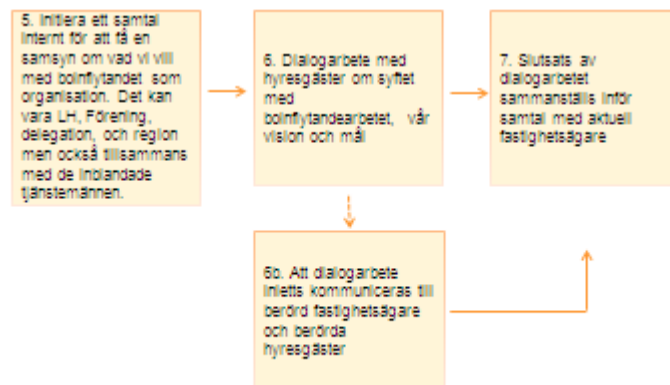 5. Initiera ett samtal
internt för att få en
samsyn om vad vi vill
med boinflytandet som
organisation. Det kan
vara LH, Förening,
delegation, och region
men också tillsammans
med de inblandade
tjänstemännen.
6. Dialogarbete med
hyresgäster om syftet
med
boinflytandearbetet, vår
vision och mål
7. Slutsats av
dialogarbetet
sammanställs inför
samtal med aktuell
fastighetsägare
6b. Att dialogarbete
inletts kommuniceras till
berörd fastighetsägare
och berörda
hyresgäster